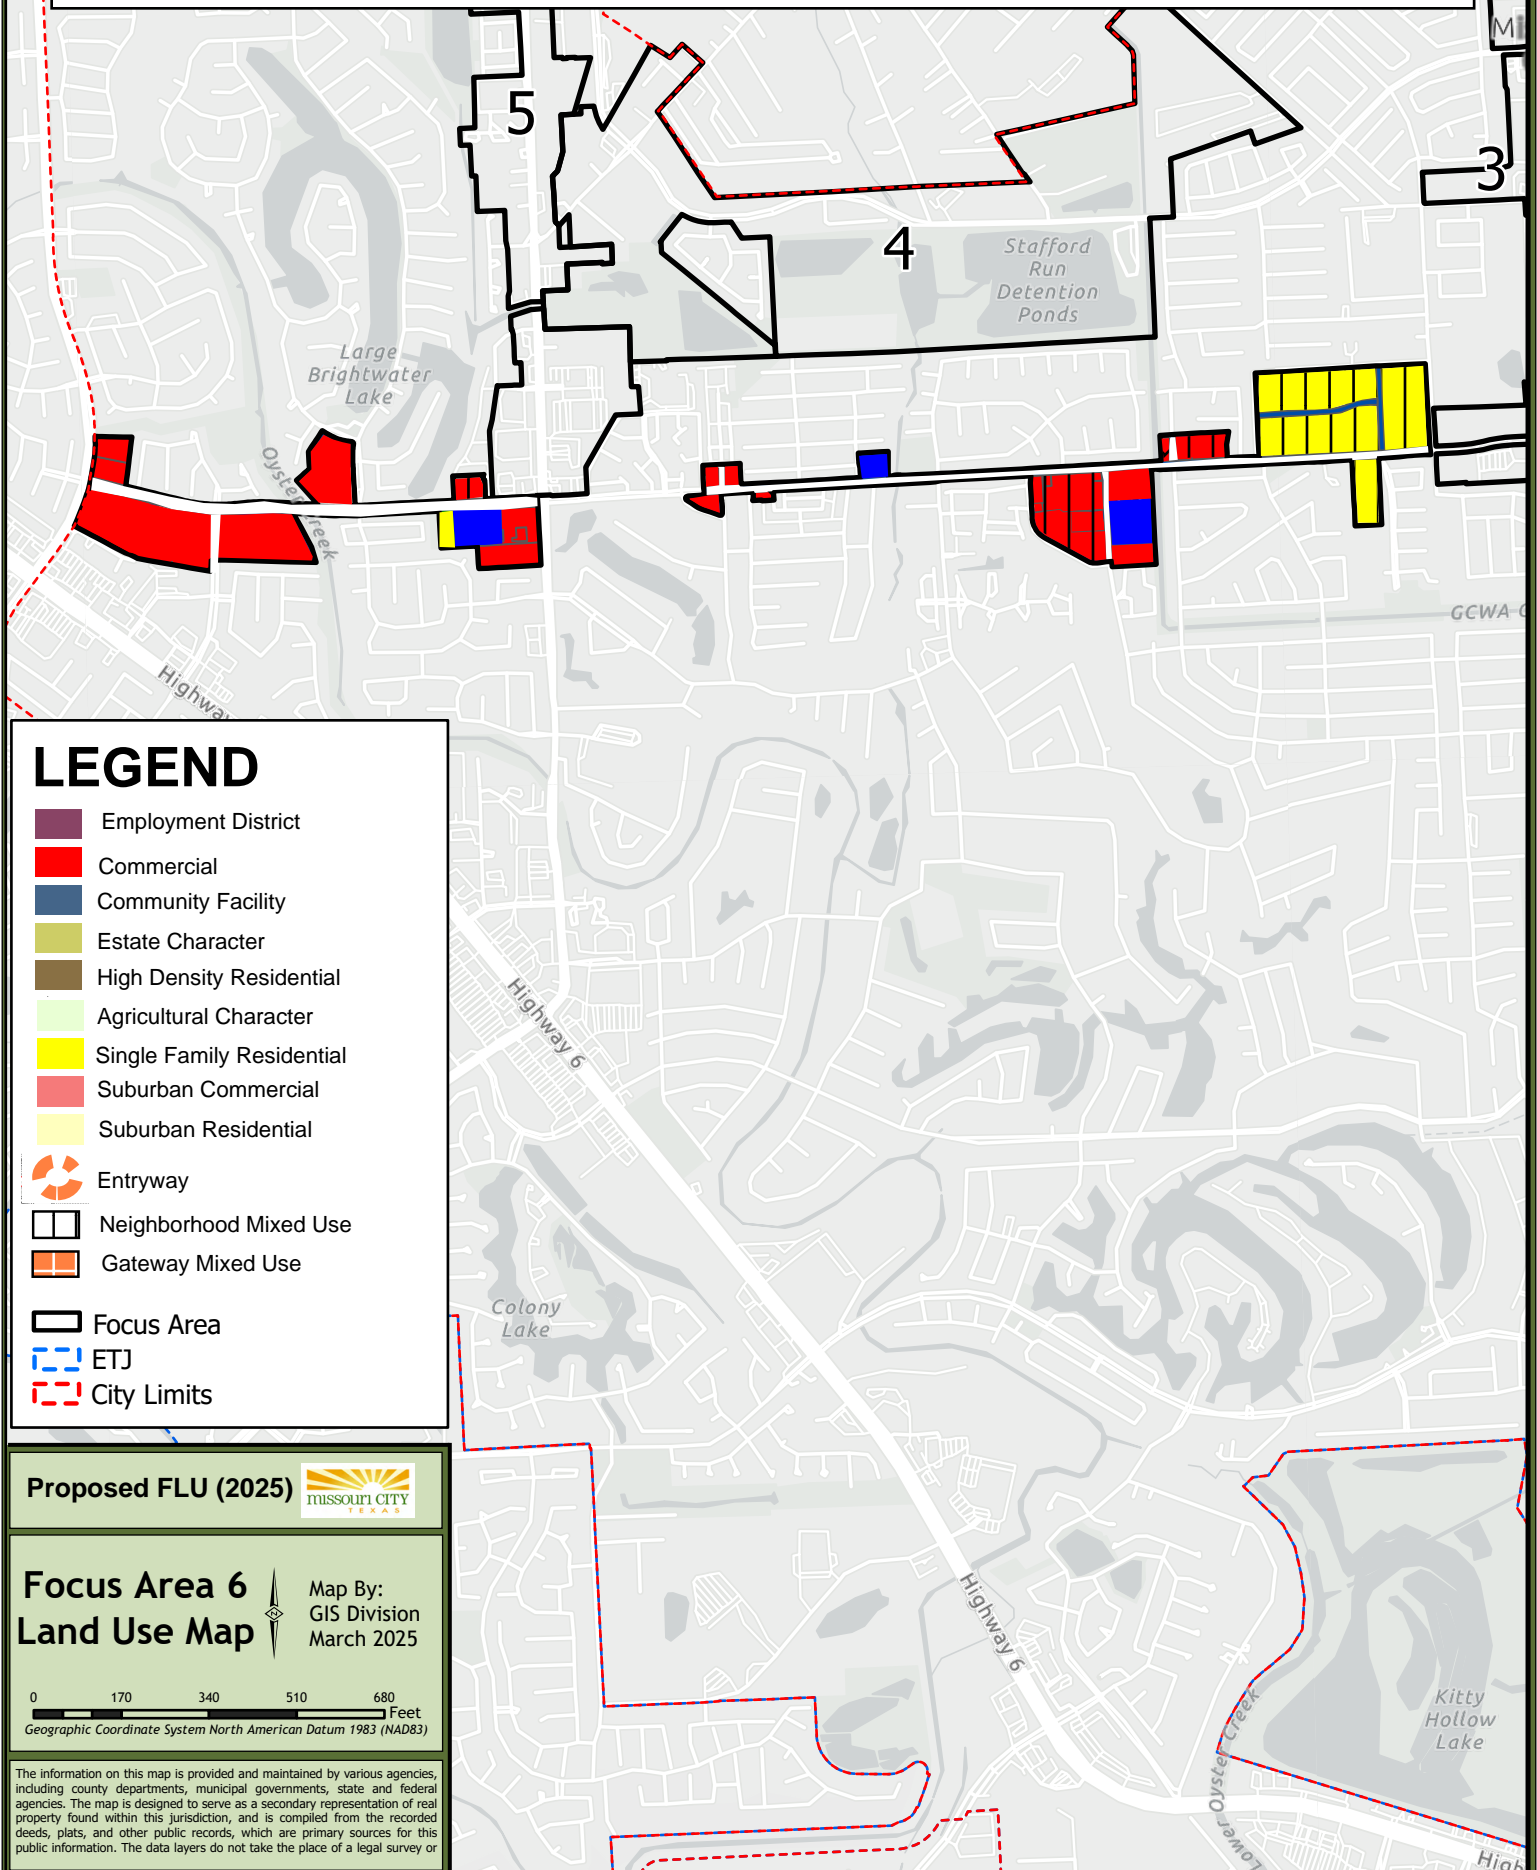 5
3
4
Stafford
Run
Detention
Ponds
Large
Brightwater
Lake
Oyster Creek
GCWA
Highway
LEGEND
Employment District
Commercial
Community Facility
Estate Character
High Density Residential
Agricultural Character
Single Family Residential
Suburban Commercial
Suburban Residential
Entryway
Neighborhood Mixed Use
Gateway Mixed Use
Focus Area
ETJ
City Limits
Highway 6
Colony
Lake
Highway 6
Kitty
Hollow
Lake
Lower Oyster Creek
High
Proposed FLU (2025)
missouri CITY
TEXAS
Focus Area 6
Land Use Map
N
Map By:
GIS Division
March 2025
0 170 340 510 680
Feet
Geographic Coordinate System North American Datum 1983 (NAD83)
The information on this map is provided and maintained by various agencies,
including county departments, municipal governments, state and federal
agencies. The map is designed to serve as a secondary representation of real
property found within this jurisdiction, and is compiled from the recorded
deeds, plats, and other public records, which are primary sources for this
public information. The data layers do not take the place of a legal survey or